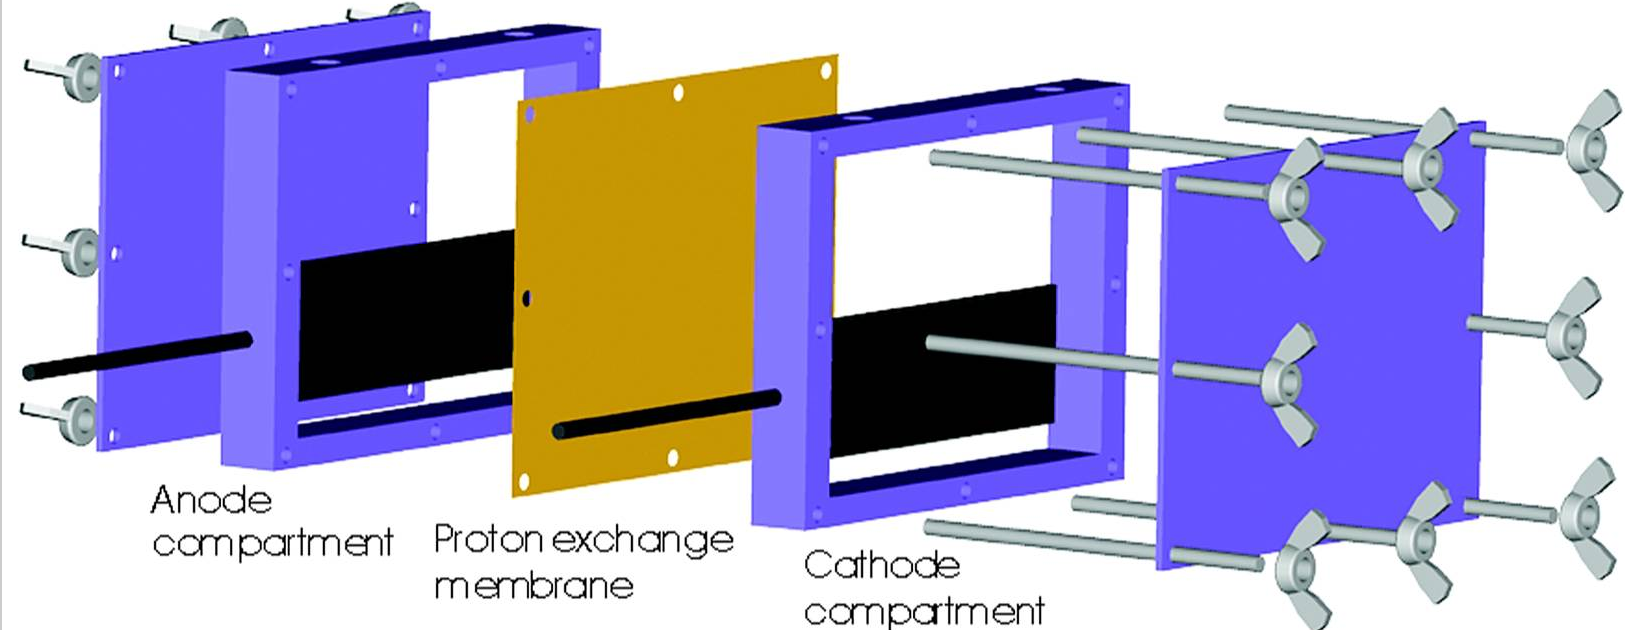 Anode
compartment
Proton exchange
membrane
Cathode
compartment